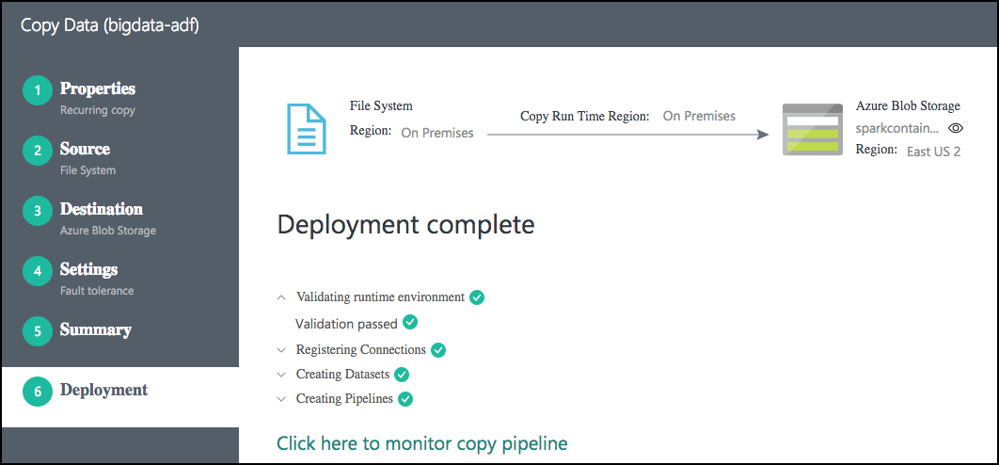 Copy Data (bigdata-adf)
1 Properties
Recurring copy
2 Source
File System
3 Destination
Azure Blob Storage
4 Settings
Fault tolerance
5 Summary
6 Deployment
File System
Region: On Premises
Copy Run Time Region: On Premises
Azure Blob Storage
sparkcontain...
Region: East US 2
Deployment complete
Validating runtime environment
Validation passed
Registering Connections
Creating Datasets
Creating Pipelines
Click here to monitor copy pipeline